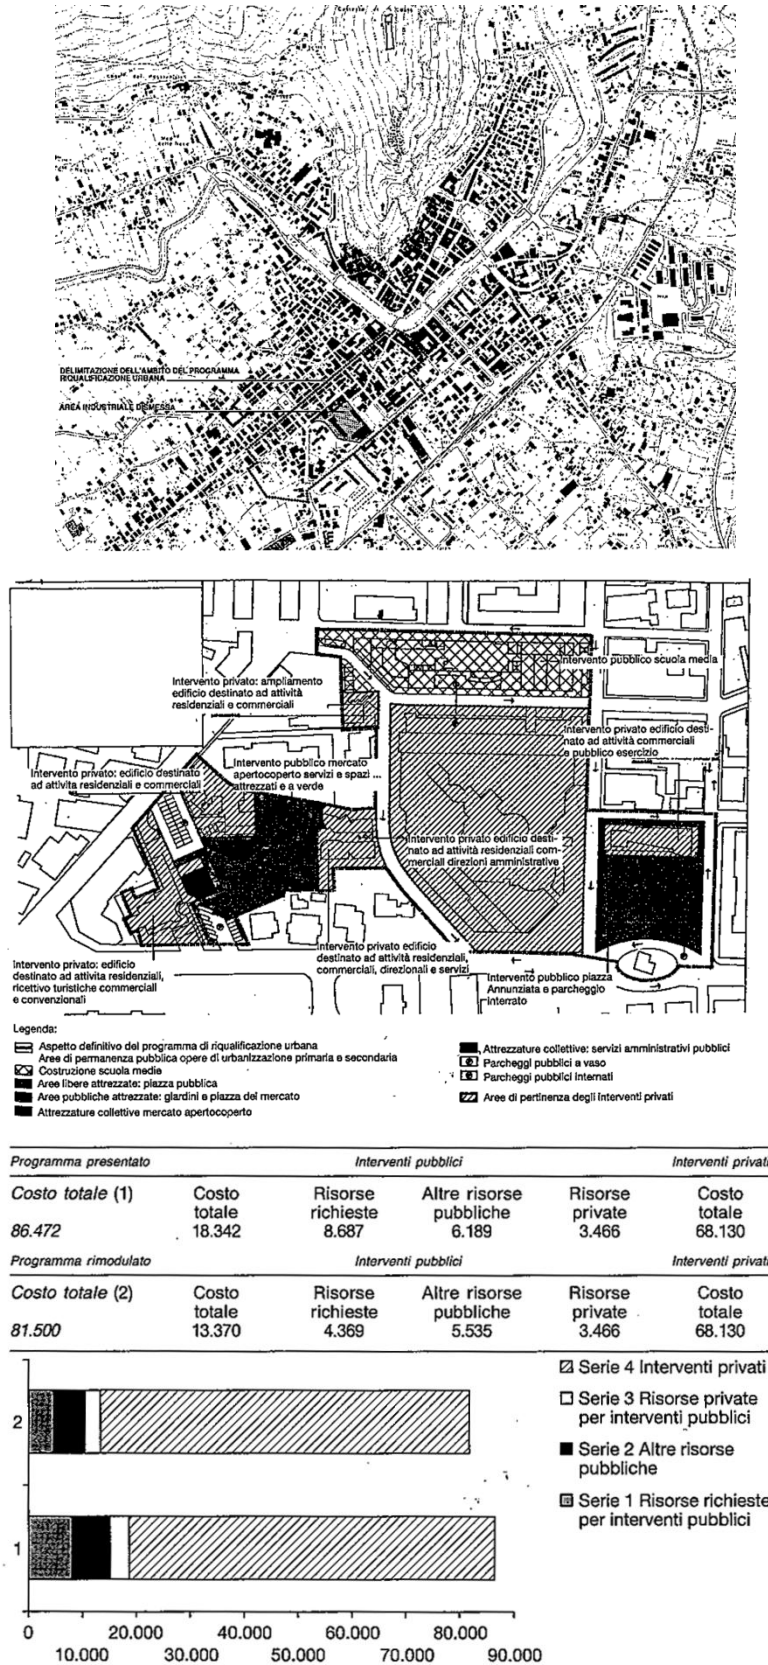 DELIMITAZIONE DELL'AMBITO DEL PROGRAMMA
RIQUALIFICAZIONE URBANA
AREA INDUSTRIALE DISMESSA
Intervento pubblico scuola media
Intervento privato: ampliamento
edificio destinato ad attività
residenziali e commerciali
Intervento privato edificio desti-
nato ad attività commerciali
e pubblico esercizio
Intervento privato: edificio destinato
ad attivita residenziali e commerciali
Intervento pubblico mercato
apertocoperto servizi e spazi ...
attrezzati e a verde
Intervento privato edificio desti-
nato ad attività residenziali com-
merciali direzioni amministrative
Intervento privato: edificio
destinato ad attivita residenziali,
ricettivo turistiche commerciali
e convenzionali
Intervento privato edificio
destinato ad attività residenziali,
commerciali, direzionali e servizi
Intervento pubblico piazza
Annunziata e parcheggio
interrato
Legenda:
Aspetto definitivo del programma di riqualificazione urbana
Aree di permanenza pubblica opere di urbanizzazione primaria e secondaria
Costruzione scuola media
Aree libere attrezzate: piazza pubblica
Aree pubbliche attrezzate: giardini e piazza del mercato
Attrezzature collettive mercato apertocoperto
Attrezzature collettive: servizi amministrativi pubblici
Parcheggi pubblici a vaso
Parcheggi pubblici internati
Aree di pertinenza degli interventi privati
Programma presentato Interventi pubblici Interventi privati
Costo totale (1) Costo totale Risorse richieste Altre risorse pubbliche Risorse private Costo totale
86.472 18.342 8.687 6.189 3.466 68.130
Programma rimodulato Interventi pubblici Interventi privati
Costo totale (2) Costo totale Risorse richieste Altre risorse pubbliche Risorse private Costo totale
81.500 13.370 4.369 5.535 3.466 68.130
2
1
0 20.000 40.000 60.000 80.000
10.000 30.000 50.000 70.000 90.000
Serie 4 Interventi privati
Serie 3 Risorse private
per interventi pubblici
Serie 2 Altre risorse
pubbliche
Serie 1 Risorse richieste
per interventi pubblici